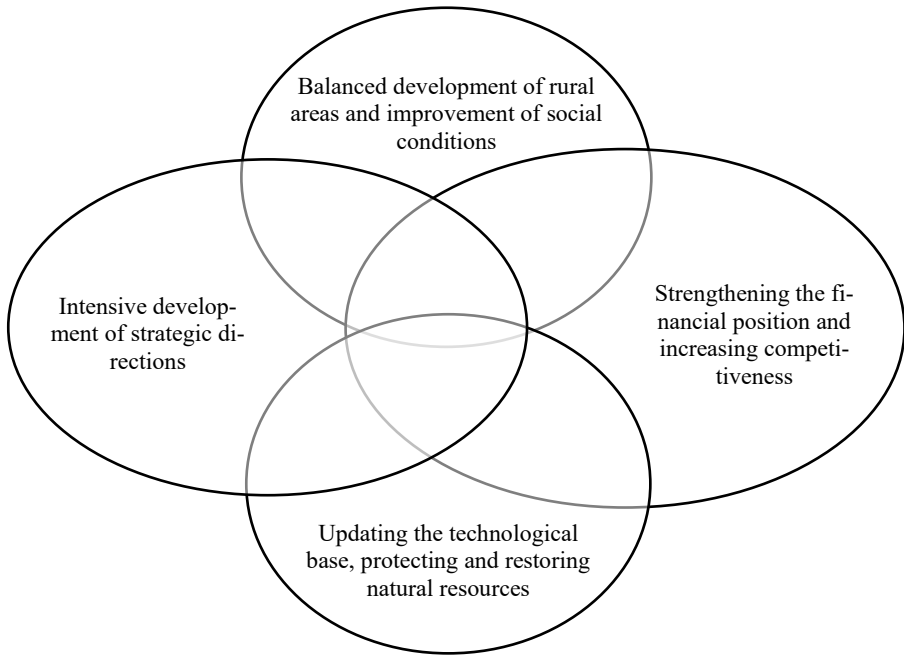 Balanced development of rural
areas and improvement of social
conditions
Intensive develop-
ment of strategic di-
rections
Strengthening the fi-
nancial position and
increasing competi-
tiveness
Updating the technological
base, protecting and restoring
natural resources